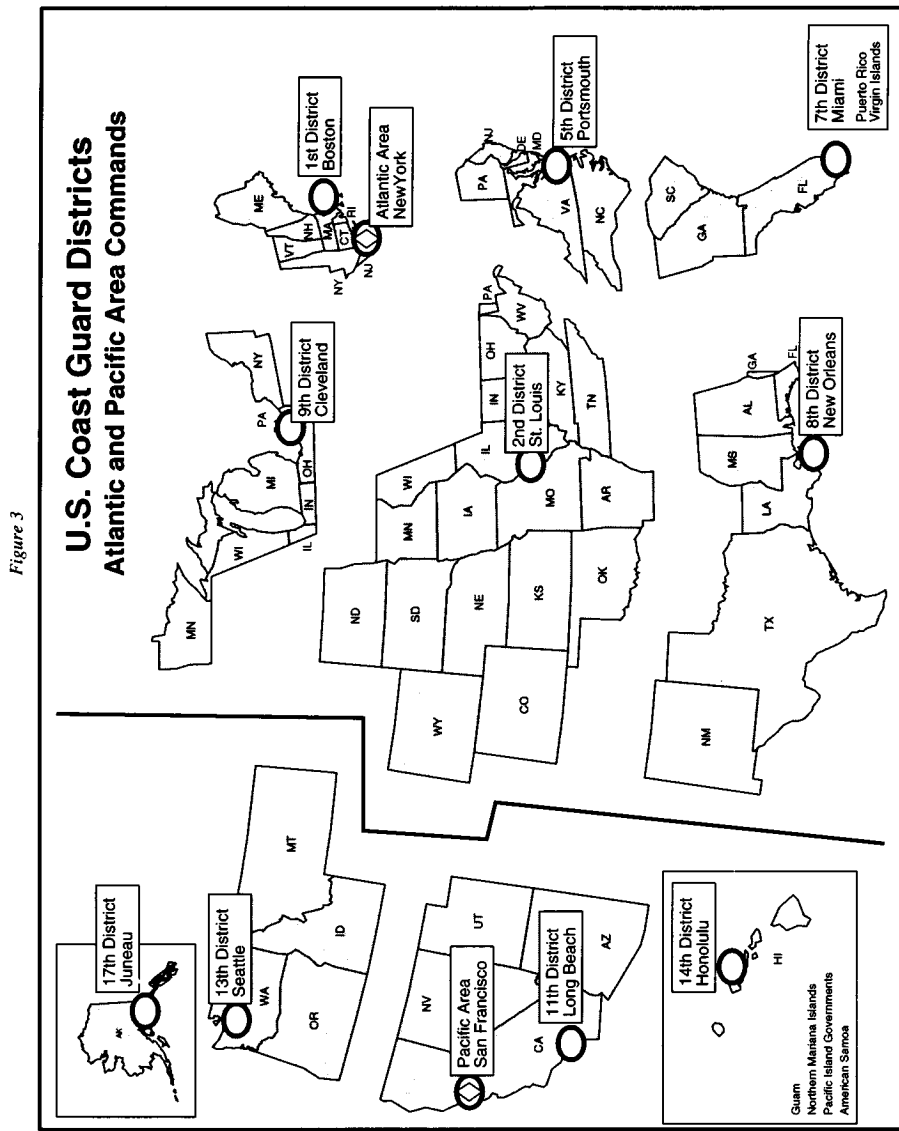 Figure 3
U.S. Coast Guard Districts
Atlantic and Pacific Area Commands
17th District
Juneau
AK
13th District
Seattle
WA
OR
ID
MT
Pacific Area
San Francisco
NV
UT
CA
AZ
11th District
Long Beach
14th District
Honolulu
HI
Guam
Northern Mariana Islands
Pacific Island Governments
American Samoa
MN
WI
MI
IL
IN
OH
PA
NY
9th District
Cleveland
ND
SD
NE
KS
OK
WY
CO
MN
WI
IA
IL
MO
AR
IN
OH
PA
WV
KY
TN
2nd District
St. Louis
NM
TX
LA
MS
AL
GA
FL
8th District
New Orleans
ME
VT
NH
MA
CT
RI
NY
NJ
1st District
Boston
Atlantic Area
NewYork
PA
NJ
DE
MD
VA
NC
5th District
Portsmouth
SC
GA
FL
7th District
Miami
Puerto Rico
Virgin Islands